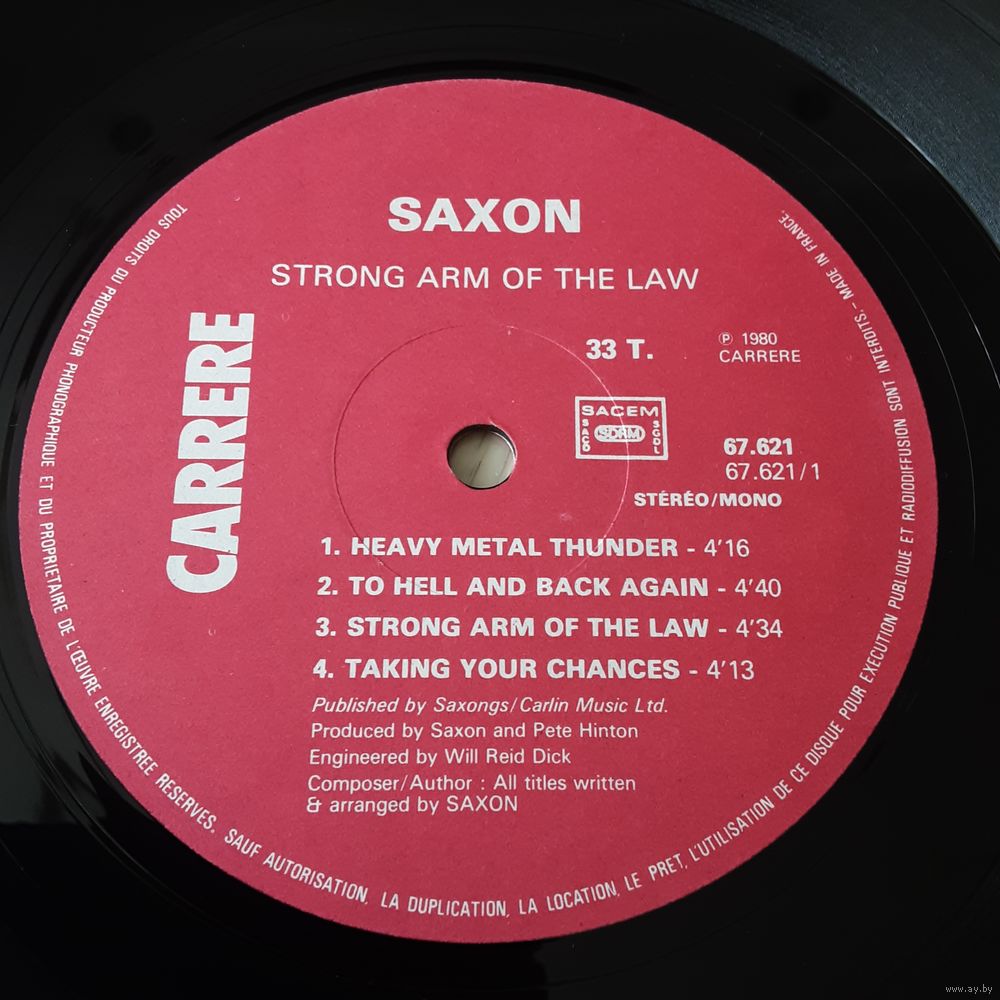 SAXON
STRONG ARM OF THE LAW
CARRERE
33 T.
℗ 1980
CARRERE
SACEM
SACD
SDRM
SGDL
67.621
67.621/1
STÉRÉO/MONO
1. HEAVY METAL THUNDER - 4'16
2. TO HELL AND BACK AGAIN - 4'40
3. STRONG ARM OF THE LAW - 4'34
4. TAKING YOUR CHANCES - 4'13
Published by Saxongs/Carlin Music Ltd.
Produced by Saxon and Pete Hinton
Engineered by Will Reid Dick
Composer/Author : All titles written
& arranged by SAXON
TOUS DROITS DU PRODUCTEUR PHONOGRAPHIQUE ET DU PROPRIETAIRE DE L'ŒUVRE ENREGISTREE RESERVES. SAUF AUTORISATION, LA DUPLICATION, LA LOCATION, LE PRET, L'UTILISATION DE CE DISQUE POUR EXECUTION PUBLIQUE ET RADIODIFFUSION SONT INTERDITS. - MADE IN FRANCE.
www.ay.by